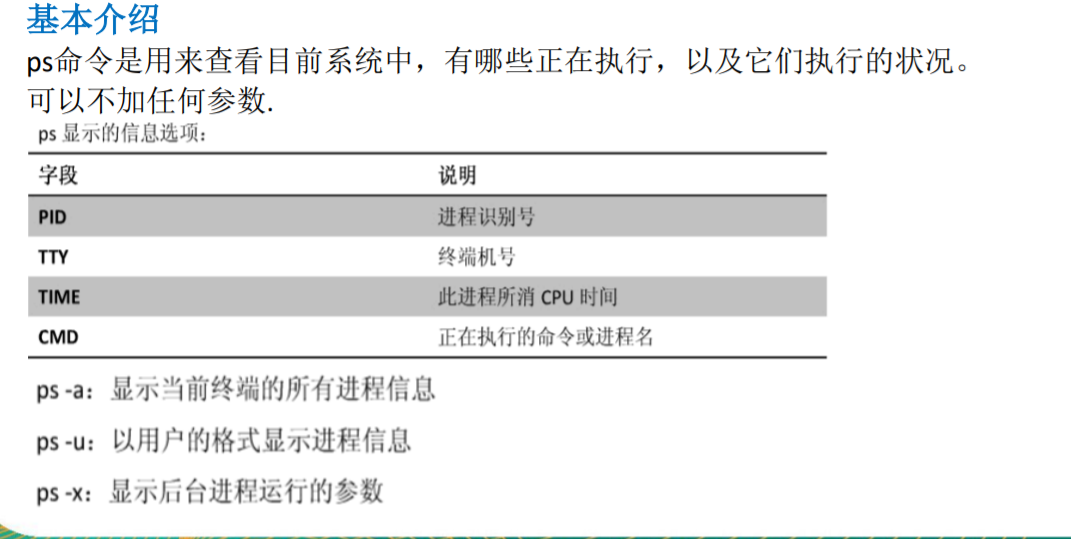 基本介绍
ps命令是用来查看目前系统中，有哪些正在执行，以及它们执行的状况。
可以不加任何参数.
ps 显示的信息选项：
字段 说明
PID 进程识别号
TTY 终端机号
TIME 此进程所消 CPU 时间
CMD 正在执行的命令或进程名
ps -a：显示当前终端的所有进程信息
ps -u：以用户的格式显示进程信息
ps -x：显示后台进程运行的参数